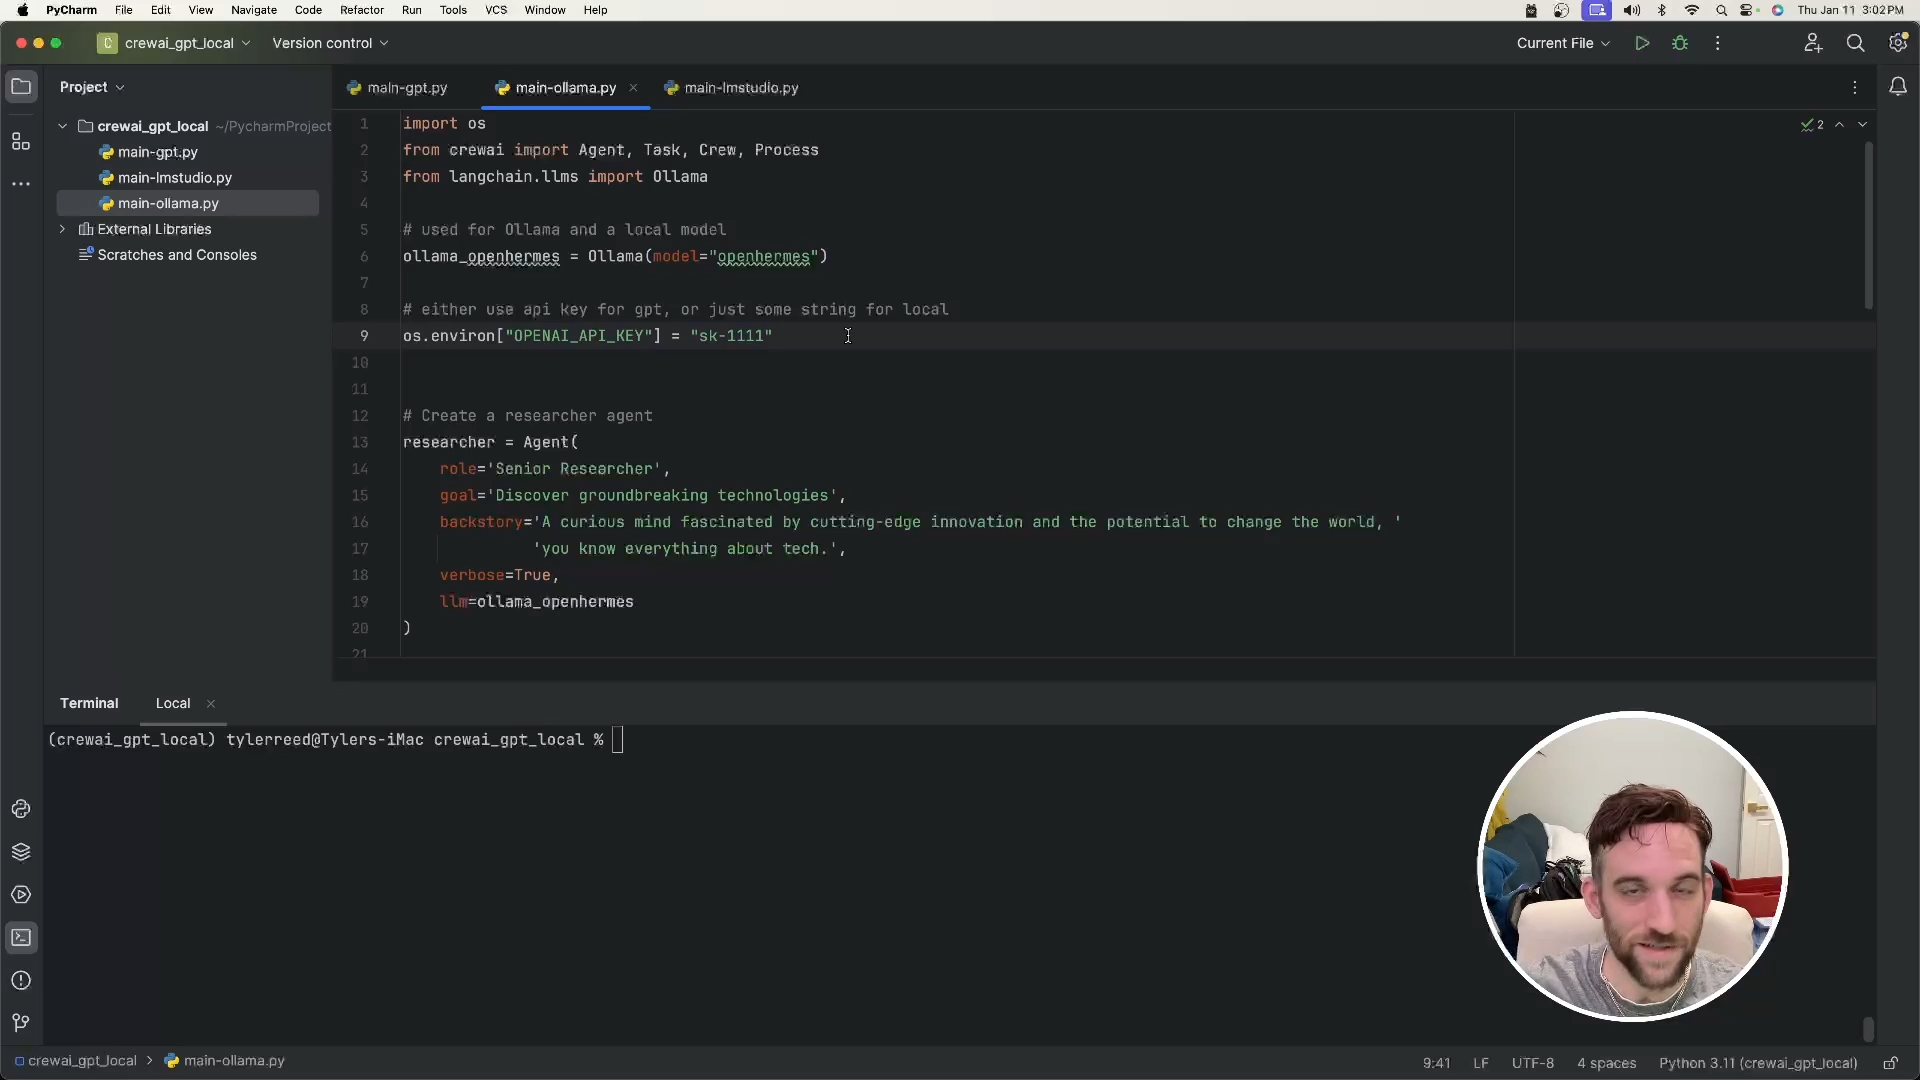 PyCharm File Edit View Navigate Code Refactor Run Tools VCS Window Help Thu Jan 11 3:02 PM
C crewai_gpt_local Version control Current File
Project main-gpt.py main-ollama.py main-lmstudio.py
crewai_gpt_local ~/PycharmProject
main-gpt.py
main-lmstudio.py
main-ollama.py
External Libraries
Scratches and Consoles
2
1 import os
2 from crewai import Agent, Task, Crew, Process
3 from langchain.llms import Ollama
4
5 # used for Ollama and a local model
6 ollama_openhermes = Ollama(model="openhermes")
7
8 # either use api key for gpt, or just some string for local
9 os.environ["OPENAI_API_KEY"] = "sk-1111"
10
11
12 # Create a researcher agent
13 researcher = Agent(
14 role='Senior Researcher',
15 goal='Discover groundbreaking technologies',
16 backstory='A curious mind fascinated by cutting-edge innovation and the potential to change the world, '
17 'you know everything about tech.',
18 verbose=True,
19 llm=ollama_openhermes
20 )
21
Terminal Local
(crewai_gpt_local) tylerreed@Tylers-iMac crewai_gpt_local %
crewai_gpt_local > main-ollama.py 9:41 LF UTF-8 4 spaces Python 3.11 (crewai_gpt_local)